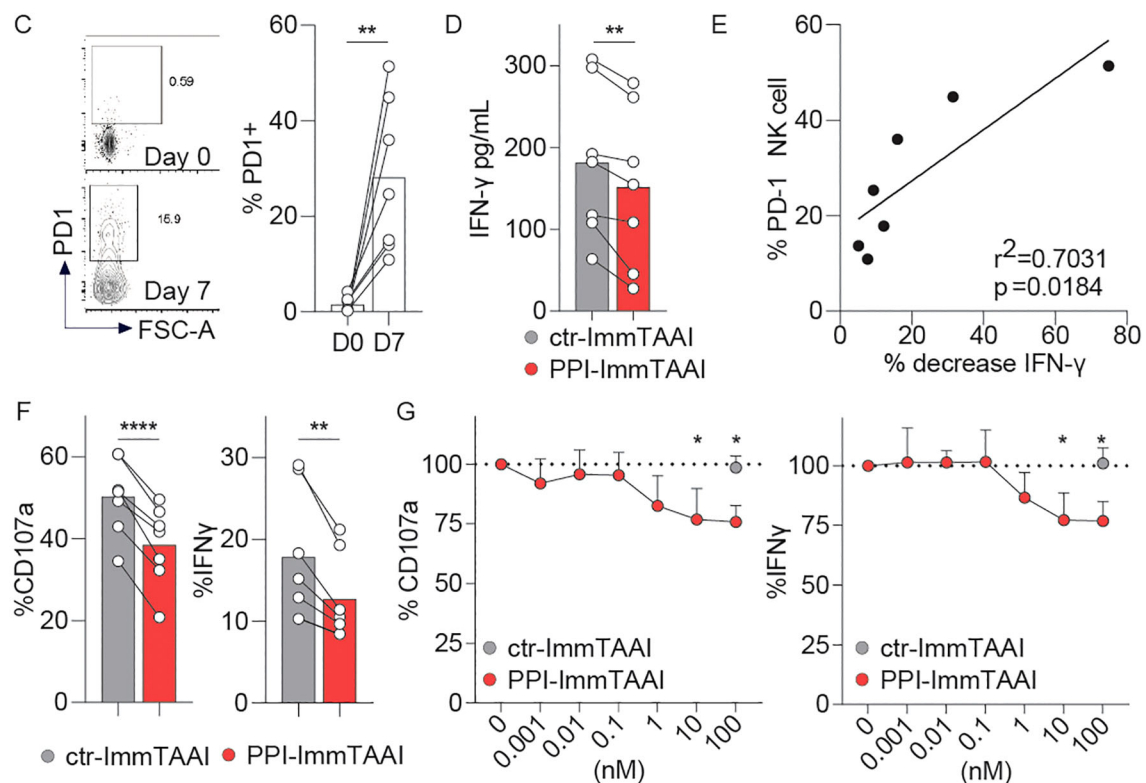 C
PD1
0.59
Day 0
15.9
Day 7
FSC-A
% PD1+
60
40
20
0
**
D0 D7
D
IFN-γ pg/mL
300
200
100
0
**
ctr-ImmTAAI
PPI-ImmTAAI
E
% PD-1 NK cell
60
40
20
0
r²=0.7031
p =0.0184
0 20 40 60 80
% decrease IFN-γ
F
%CD107a
60
40
20
0
****
%IFNγ
30
20
10
0
**
ctr-ImmTAAI PPI-ImmTAAI
G
% CD107a
100
75
50
25
0
* *
ctr-ImmTAAI
PPI-ImmTAAI
0 0.001 0.01 0.1 1 10 100
(nM)
%IFNγ
100
75
50
25
0
* *
ctr-ImmTAAI
PPI-ImmTAAI
0 0.001 0.01 0.1 1 10 100
(nM)